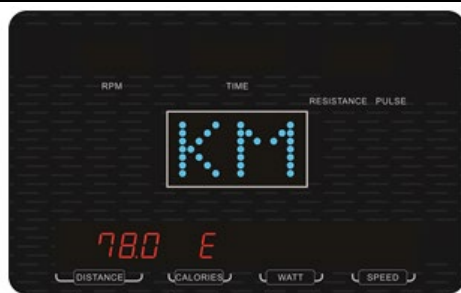 RPM TIME
RESISTANCE PULSE
KM
78.0 E
DISTANCE CALORIES WATT SPEED